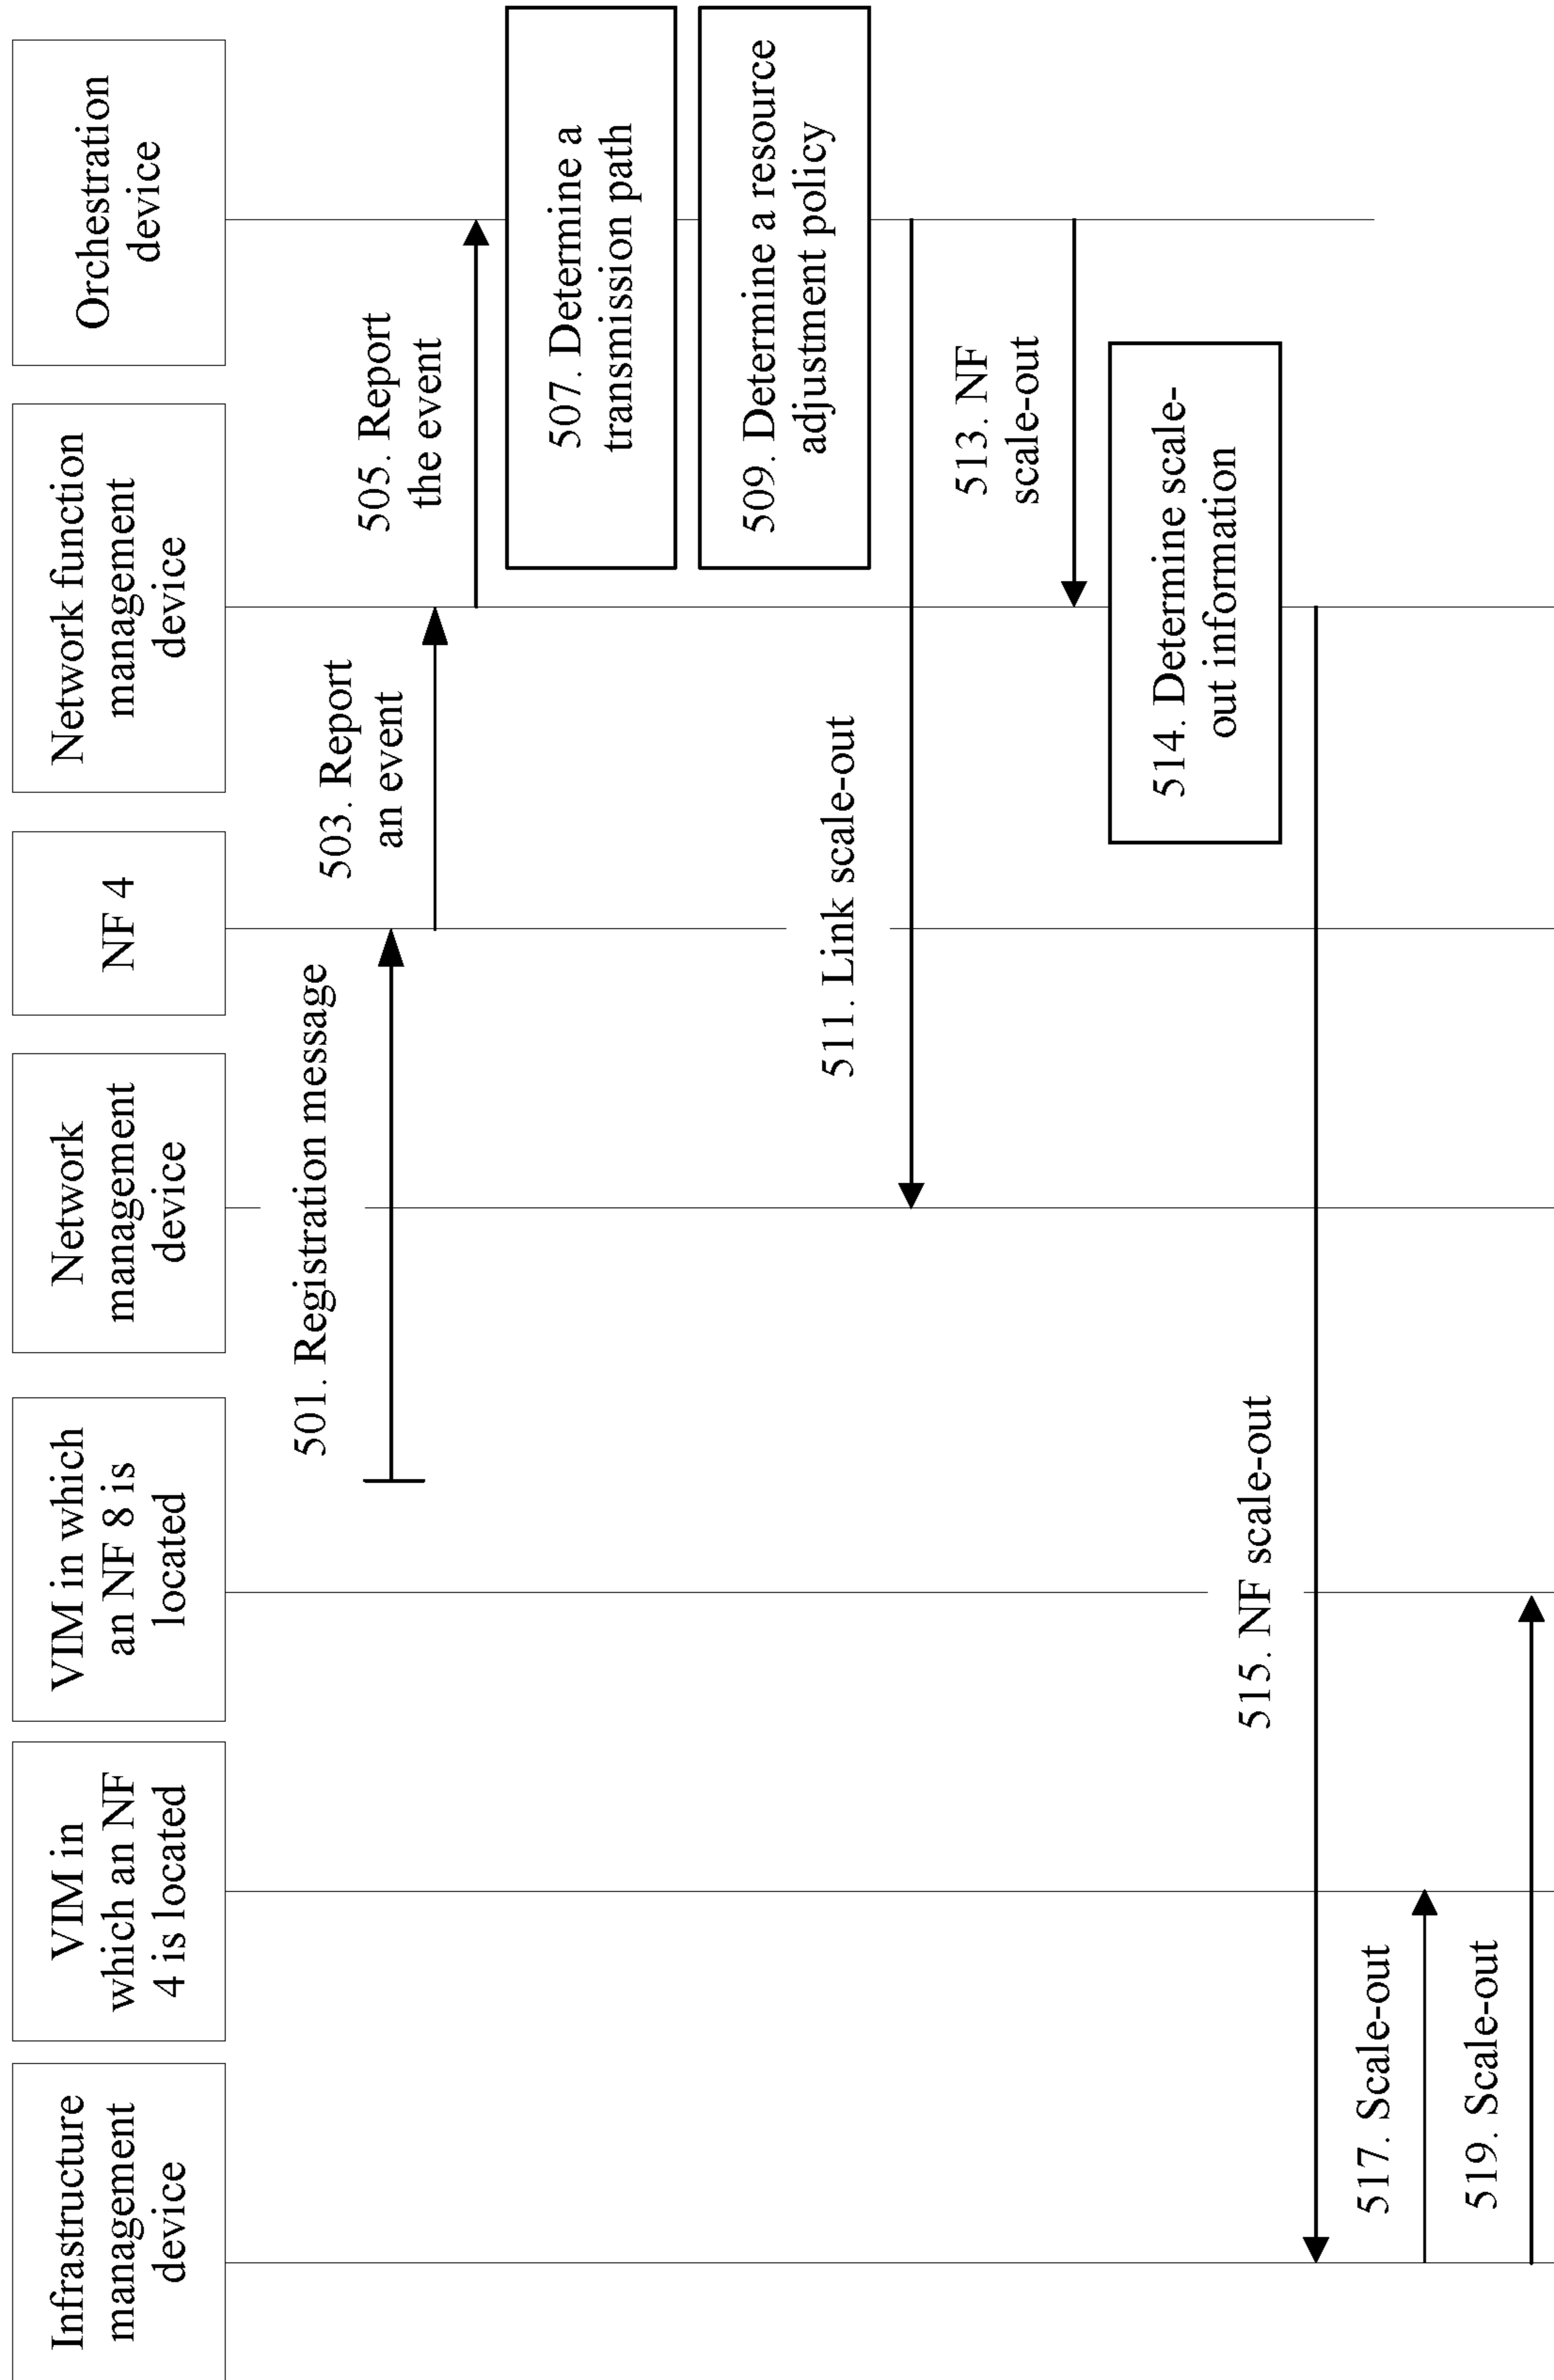 Infrastructure
management
device
VIM in
which an NF
4 is located
VIM in which
an NF 8 is
located
Network
management
device
NF 4
Network function
management
device
Orchestration
device
501. Registration message
503. Report
an event
505. Report
the event
507. Determine a
transmission path
509. Determine a resource
adjustment policy
511. Link scale-out
513. NF
scale-out
514. Determine scale-
out information
515. NF scale-out
517. Scale-out
519. Scale-out